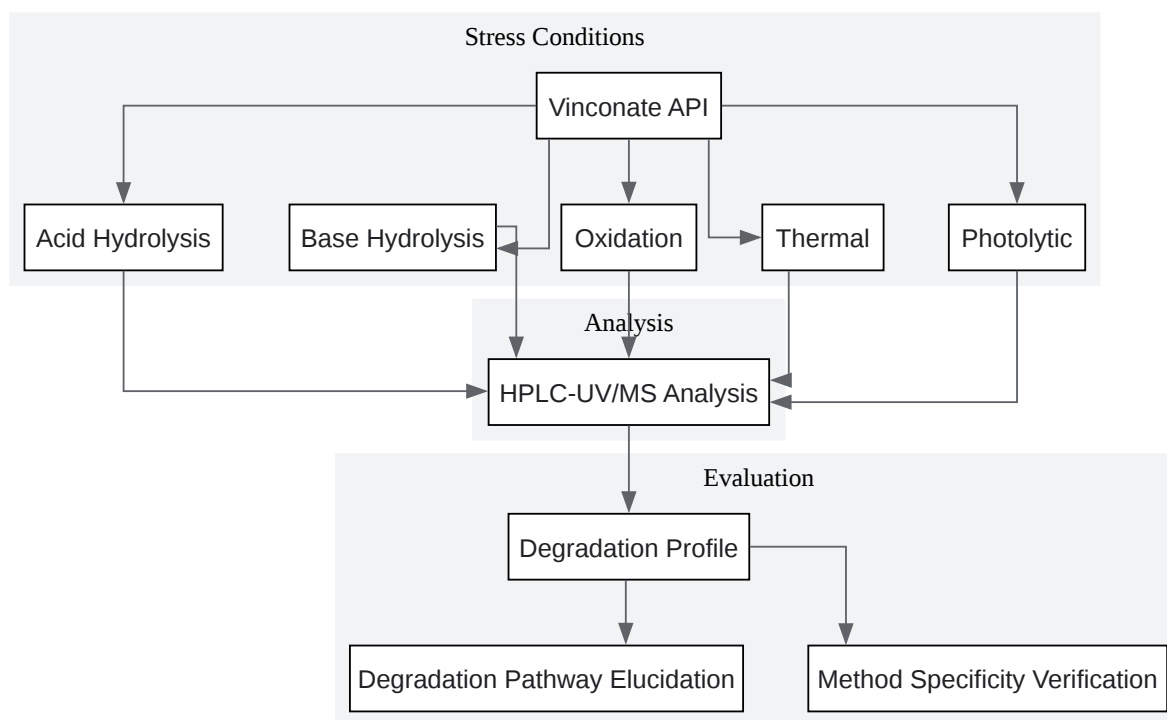 Stress Conditions
Vinconate API
Acid Hydrolysis
Base Hydrolysis
Oxidation
Thermal
Photolytic
Analysis
HPLC-UV/MS Analysis
Evaluation
Degradation Profile
Degradation Pathway Elucidation
Method Specificity Verification